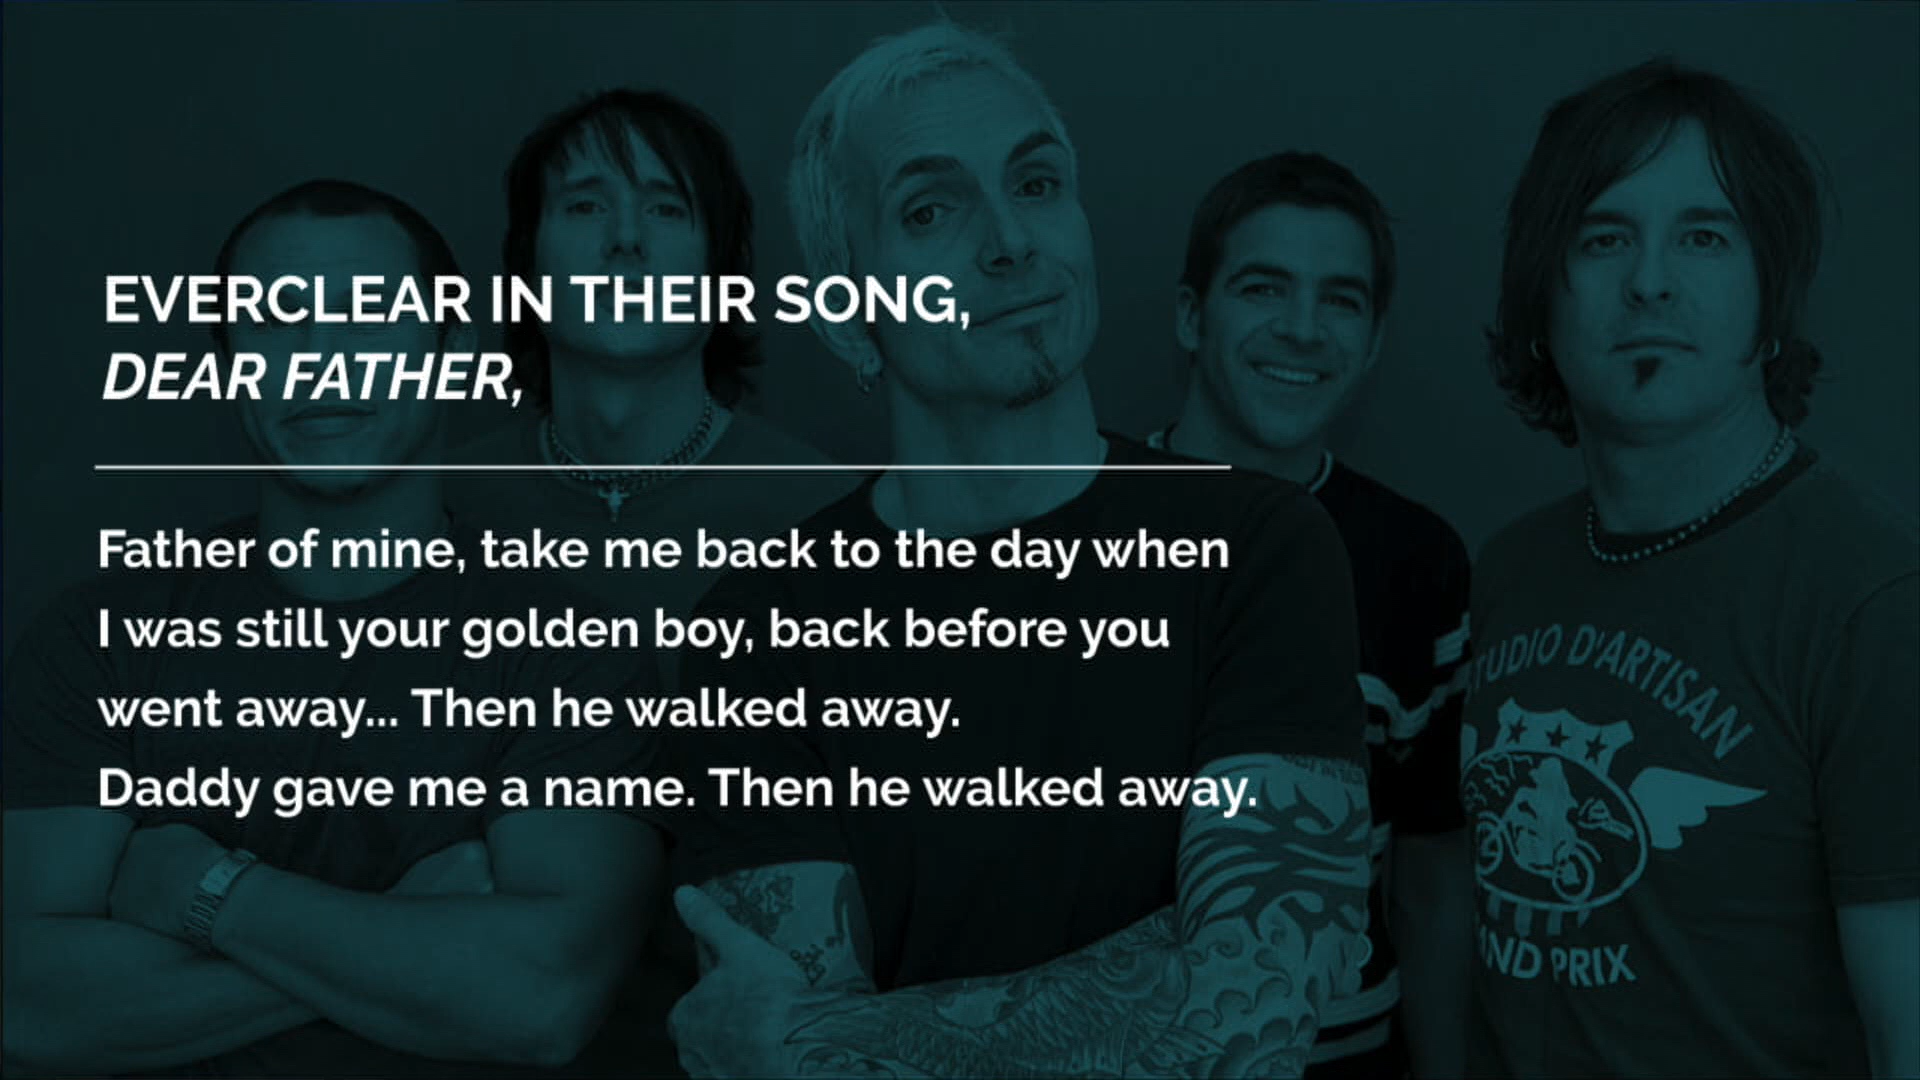 EVERCLEAR IN THEIR SONG,
DEAR FATHER,
Father of mine, take me back to the day when
I was still your golden boy, back before you
went away... Then he walked away.
Daddy gave me a name. Then he walked away.
TUDIO D'ARTISAN
ND PRIX